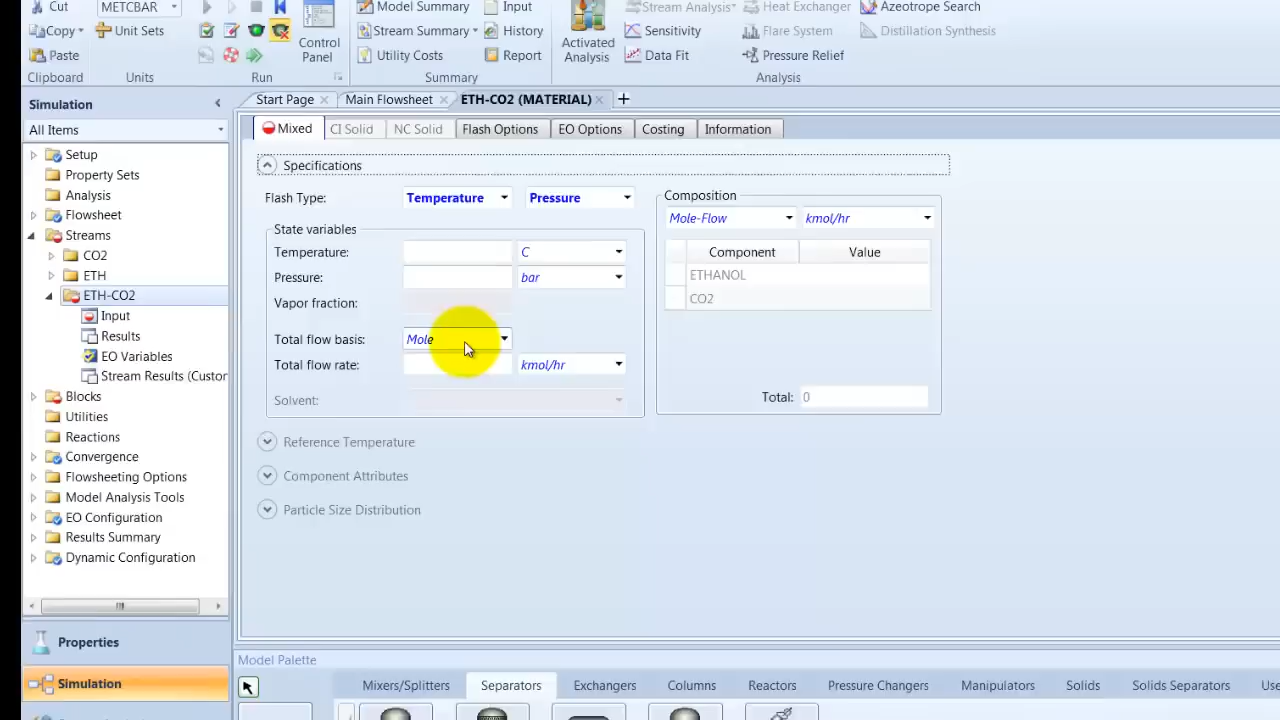 Cut
METCBAR
Model Summary
Input
Stream Analysis
Heat Exchanger
Azeotrope Search
Copy
Unit Sets
Stream Summary
History
Sensitivity
Flare System
Distillation Synthesis
Paste
Control
Panel
Utility Costs
Report
Activated
Analysis
Data Fit
Pressure Relief
Clipboard
Units
Run
Summary
Analysis
Simulation
Start Page
Main Flowsheet
ETH-CO2 (MATERIAL)
All Items
Mixed
CI Solid
NC Solid
Flash Options
EO Options
Costing
Information
Setup
Property Sets
Analysis
Flowsheet
Streams
CO2
ETH
ETH-CO2
Input
Results
EO Variables
Stream Results (Custor
Blocks
Utilities
Reactions
Convergence
Flowsheeting Options
Model Analysis Tools
EO Configuration
Results Summary
Dynamic Configuration
Properties
Simulation
Specifications
Flash Type:
Temperature
Pressure
State variables
Temperature:
C
Pressure:
bar
Vapor fraction:
Total flow basis:
Mole
Total flow rate:
kmol/hr
Solvent:
Composition
Mole-Flow
kmol/hr
Component
Value
ETHANOL
CO2
Total:
0
Reference Temperature
Component Attributes
Particle Size Distribution
Model Palette
Mixers/Splitters
Separators
Exchangers
Columns
Reactors
Pressure Changers
Manipulators
Solids
Solids Separators
Use